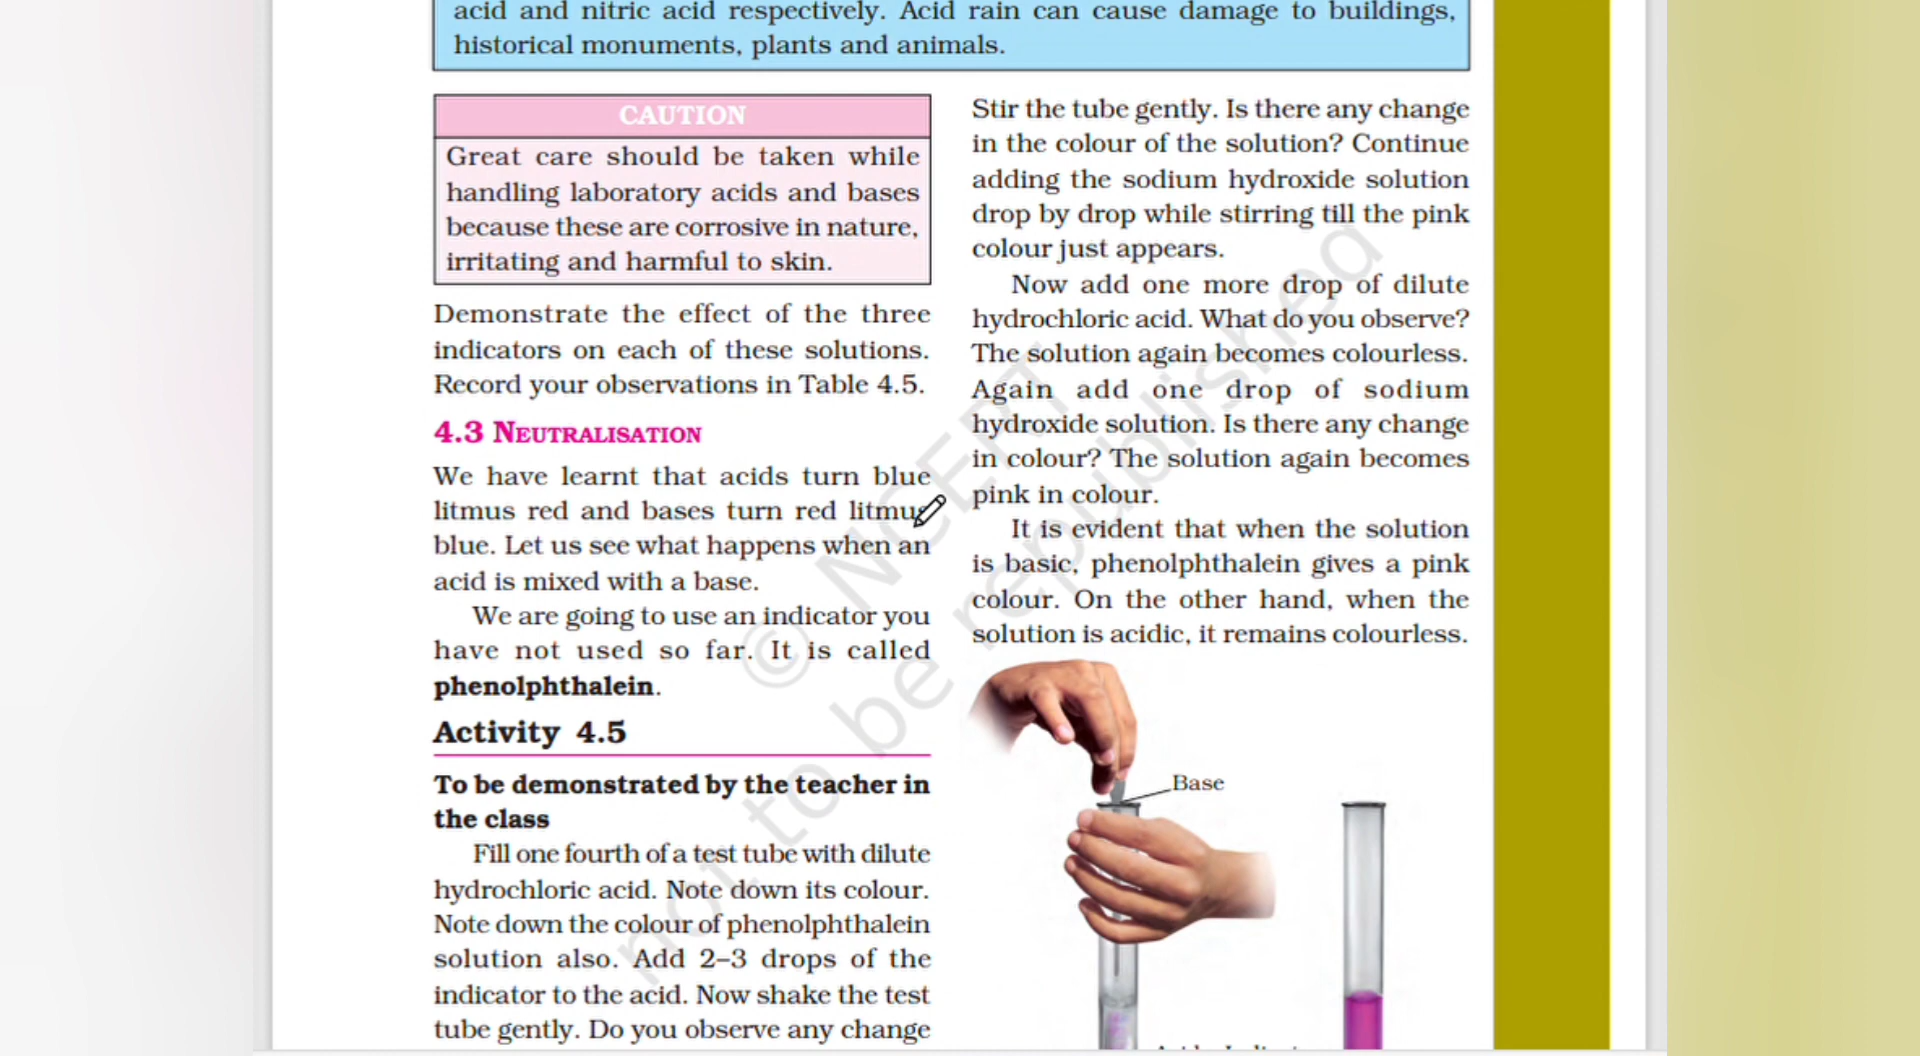 acid and nitric acid respectively. Acid rain can cause damage to buildings,
historical monuments, plants and animals.
CAUTION
Great care should be taken while
handling laboratory acids and bases
because these are corrosive in nature,
irritating and harmful to skin.
Demonstrate the effect of the three
indicators on each of these solutions.
Record your observations in Table 4.5.
4.3 NEUTRALISATION
We have learnt that acids turn blue
litmus red and bases turn red litmus
blue. Let us see what happens when an
acid is mixed with a base.
We are going to use an indicator you
have not used so far. It is called
phenolphthalein.
Activity 4.5
To be demonstrated by the teacher in
the class
Fill one fourth of a test tube with dilute
hydrochloric acid. Note down its colour.
Note down the colour of phenolphthalein
solution also. Add 2–3 drops of the
indicator to the acid. Now shake the test
tube gently. Do you observe any change
Stir the tube gently. Is there any change
in the colour of the solution? Continue
adding the sodium hydroxide solution
drop by drop while stirring till the pink
colour just appears.
Now add one more drop of dilute
hydrochloric acid. What do you observe?
The solution again becomes colourless.
Again add one drop of sodium
hydroxide solution. Is there any change
in colour? The solution again becomes
pink in colour.
It is evident that when the solution
is basic, phenolphthalein gives a pink
colour. On the other hand, when the
solution is acidic, it remains colourless.
Base
© NCERT
not to be republished